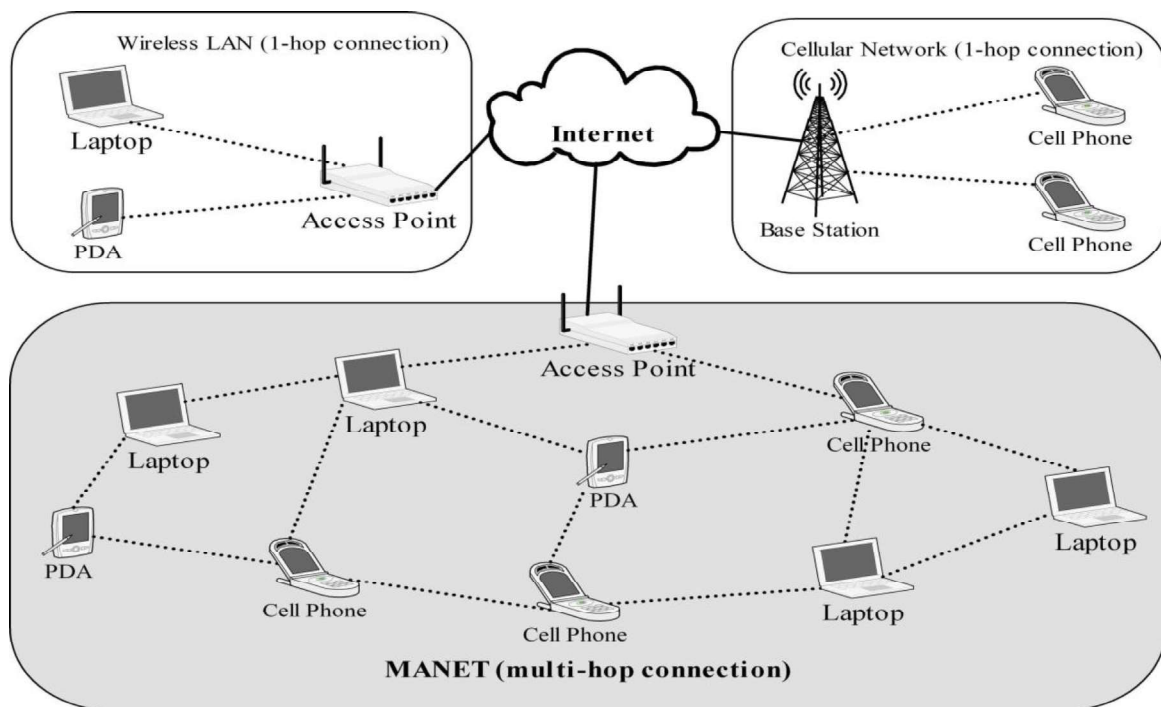 Wireless LAN (1-hop connection)
Laptop
PDA
Access Point
Internet
Cellular Network (1-hop connection)
Cell Phone
Base Station
Cell Phone
Access Point
Laptop
Laptop
Cell Phone
PDA
PDA
Laptop
Cell Phone
Cell Phone
Laptop
MANET (multi-hop connection)